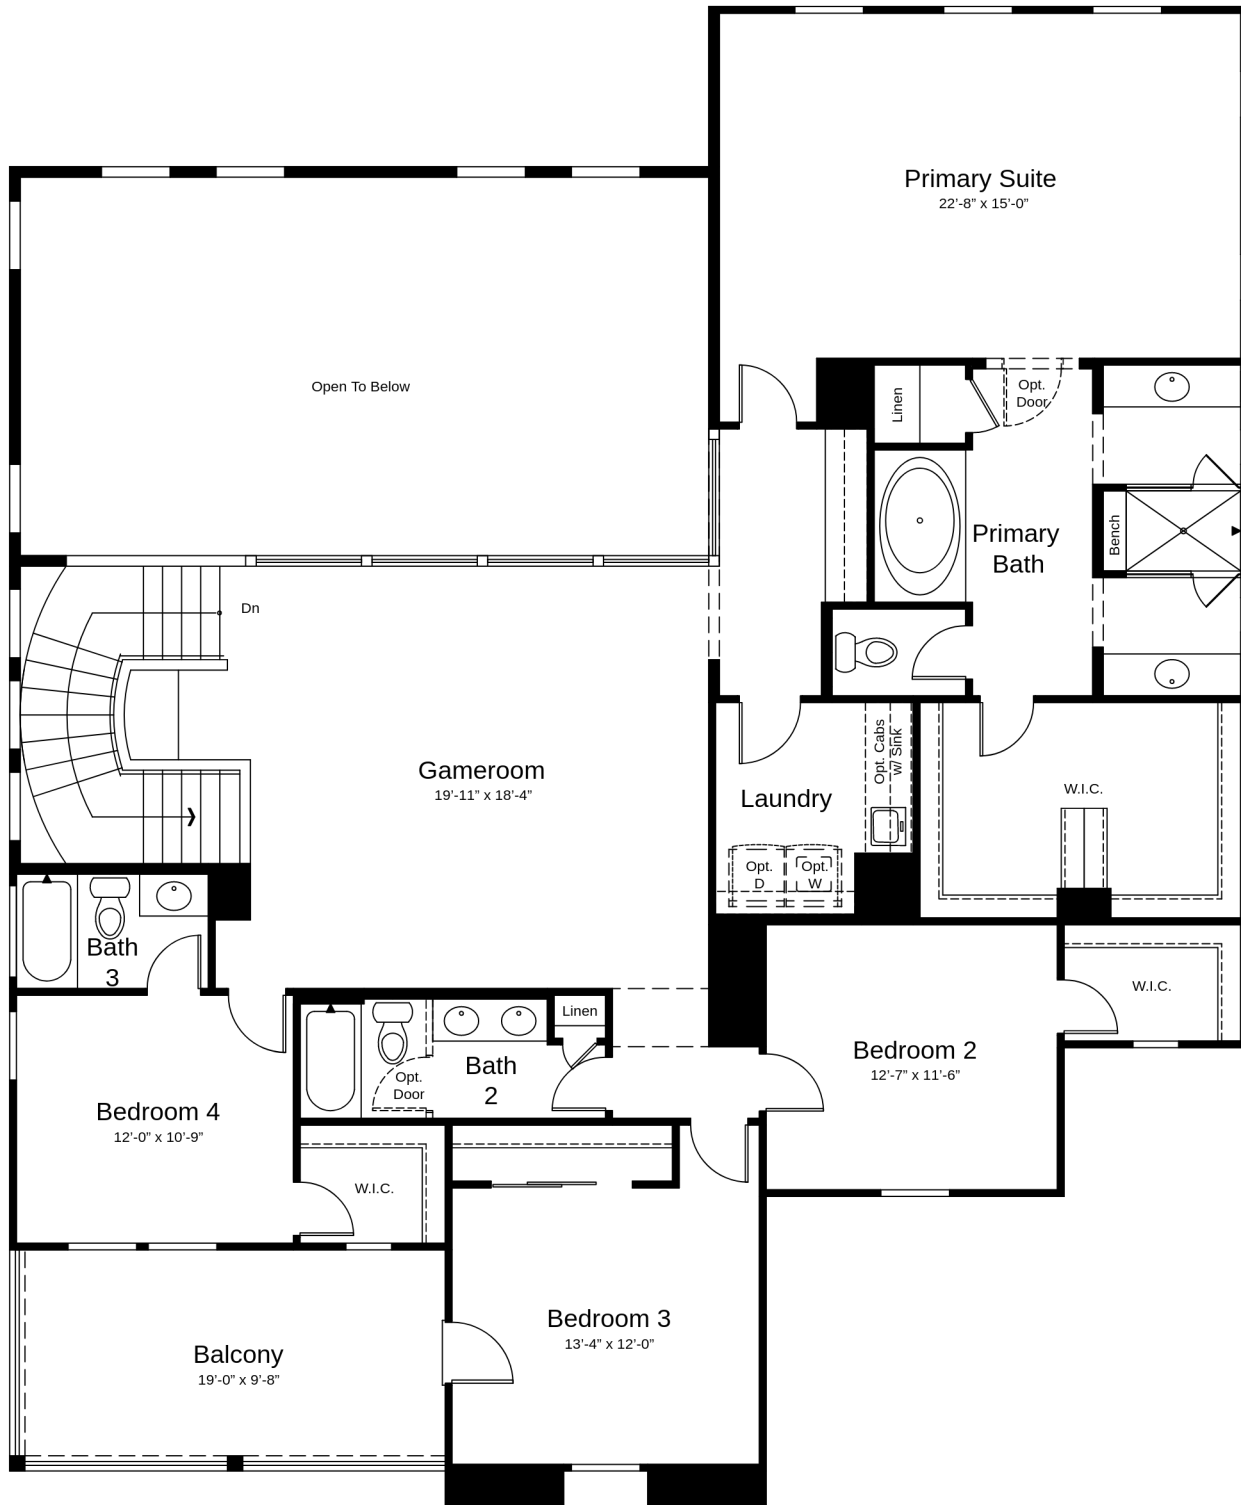 Primary Suite
22’-8” x 15’-0”
Open To Below
Linen
Opt.
Door
Primary
Bath
Bench
Dn
Gameroom
19’-11” x 18’-4”
Laundry
Opt. Cabs
w/ Sink
W.I.C.
Opt.
D
Opt.
W
Bath
3
W.I.C.
Linen
Bath
2
Opt.
Door
Bedroom 2
12’-7” x 11’-6”
Bedroom 4
12’-0” x 10’-9”
W.I.C.
Bedroom 3
13’-4” x 12’-0”
Balcony
19’-0” x 9’-8”